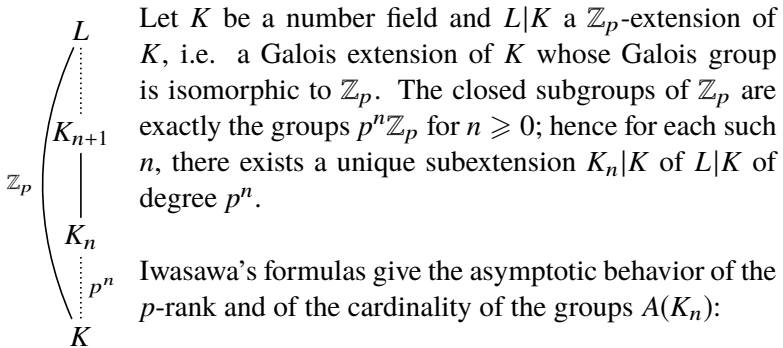 L
K_{n+1}
ℤ_p
K_n
p^n
K
Let K be a number field and L|K a ℤ_p-extension of
K, i.e. a Galois extension of K whose Galois group
is isomorphic to ℤ_p. The closed subgroups of ℤ_p are
exactly the groups p^nℤ_p for n ⩾ 0; hence for each such
n, there exists a unique subextension K_n|K of L|K of
degree p^n.
Iwasawa's formulas give the asymptotic behavior of the
p-rank and of the cardinality of the groups A(K_n):